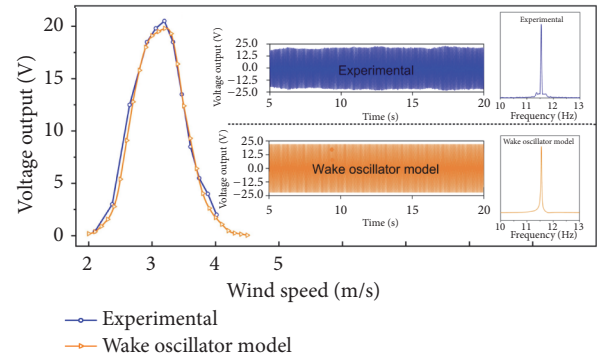 Voltage output (V)
20
15
10
5
0
2
3
4
5
Wind speed (m/s)
Experimental
Wake oscillator model
Voltage output (V)
25.0
12.5
0.0
−12.5
−25.0
Experimental
5
10
15
20
Time (s)
Experimental
10 11 12 13
Frequency (Hz)
Voltage output (V)
25.0
12.5
0.0
−12.5
−25.0
Wake oscillator model
5
10
15
20
Time (s)
Wake oscillator model
10 11 12 13
Frequency (Hz)